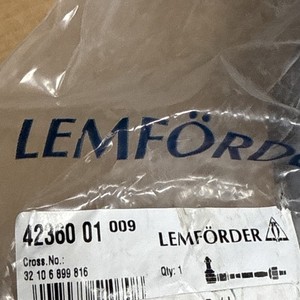 LEMFÖRDE
42360 01 009
LEMFÖRDER
Cross.No.:
32 10 6 899 816
Qty: 1